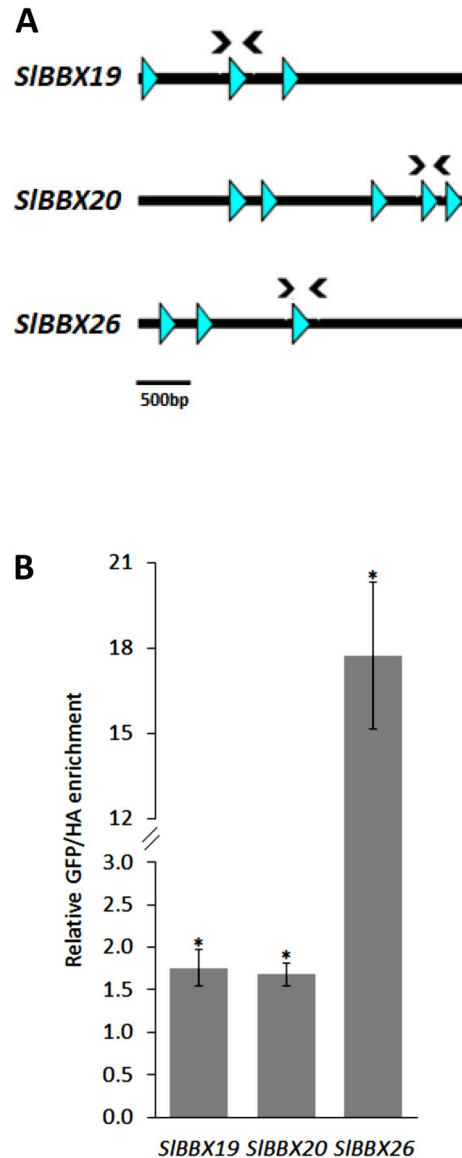 A
SlBBX19
SlBBX20
SlBBX26
500bp
B
Relative GFP/HA enrichment
21
18
15
12
3.0
2.5
2.0
1.5
1.0
0.5
0.0
* * *
SlBBX19 SlBBX20 SlBBX26